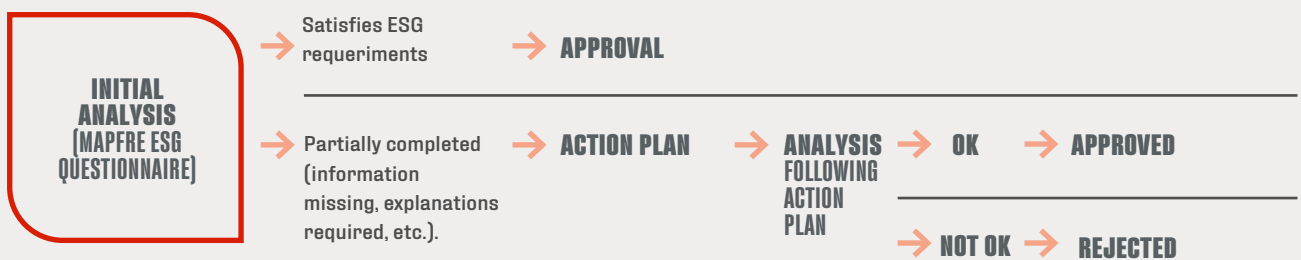 INITIAL
ANALYSIS
(MAPFRE ESG
QUESTIONNAIRE)
Satisfies ESG
requeriments
APPROVAL
Partially completed
(information
missing, explanations
required, etc.).
ACTION PLAN
ANALYSIS
FOLLOWING
ACTION
PLAN
OK
APPROVED
NOT OK
REJECTED